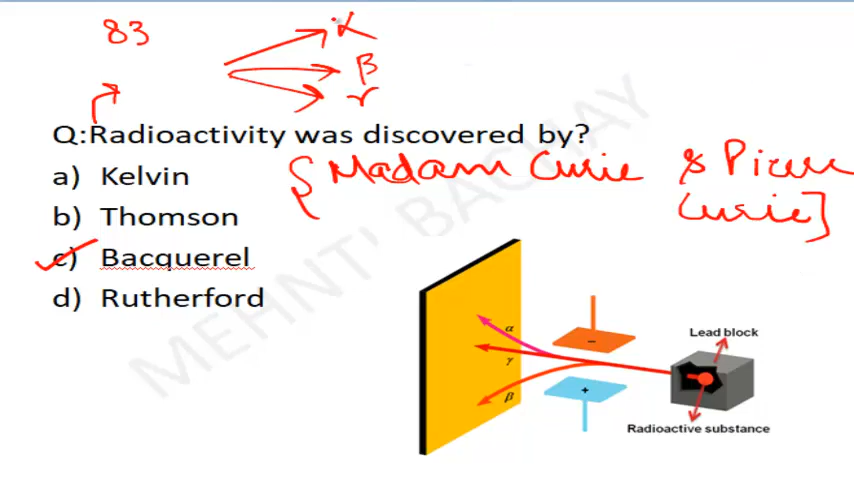 83
α
β
γ
Q:Radioactivity was discovered by?
a) Kelvin
{Madam Curie & Pierre
Curie]
b) Thomson
c) Bacquerel
d) Rutherford
MEHNT' BACHAY
α
γ
β
−
+
Lead block
Radioactive substance